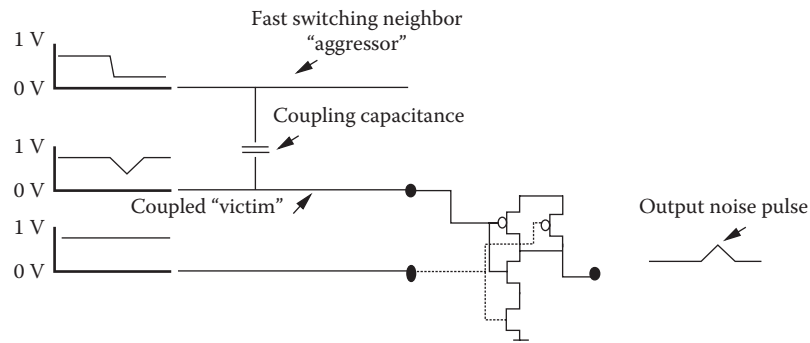 Fast switching neighbor
“aggressor”
1 V
0 V
Coupling capacitance
1 V
0 V
Coupled “victim”
1 V
0 V
Output noise pulse